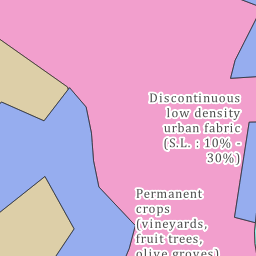 Discontinuous
low density
urban fabric
(S.L. : 10% -
30%)
Permanent
crops
(vineyards,
fruit trees,
olive groves)